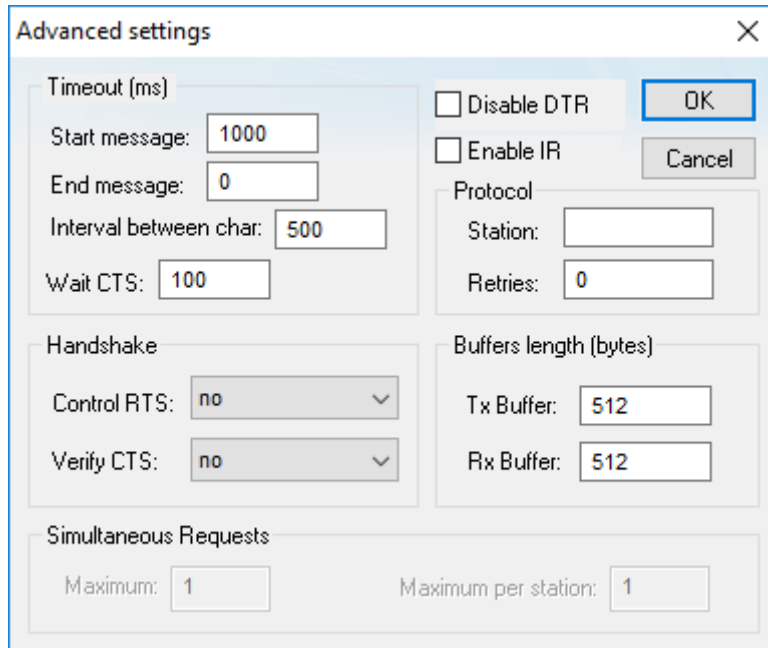 Advanced settings
Timeout (ms)
Start message: 1000
End message: 0
Interval between char: 500
Wait CTS: 100
Disable DTR
Enable IR
OK
Cancel
Protocol
Station:
Retries: 0
Handshake
Control RTS: no
Verify CTS: no
Buffers length (bytes)
Tx Buffer: 512
Rx Buffer: 512
Simultaneous Requests
Maximum: 1 Maximum per station: 1